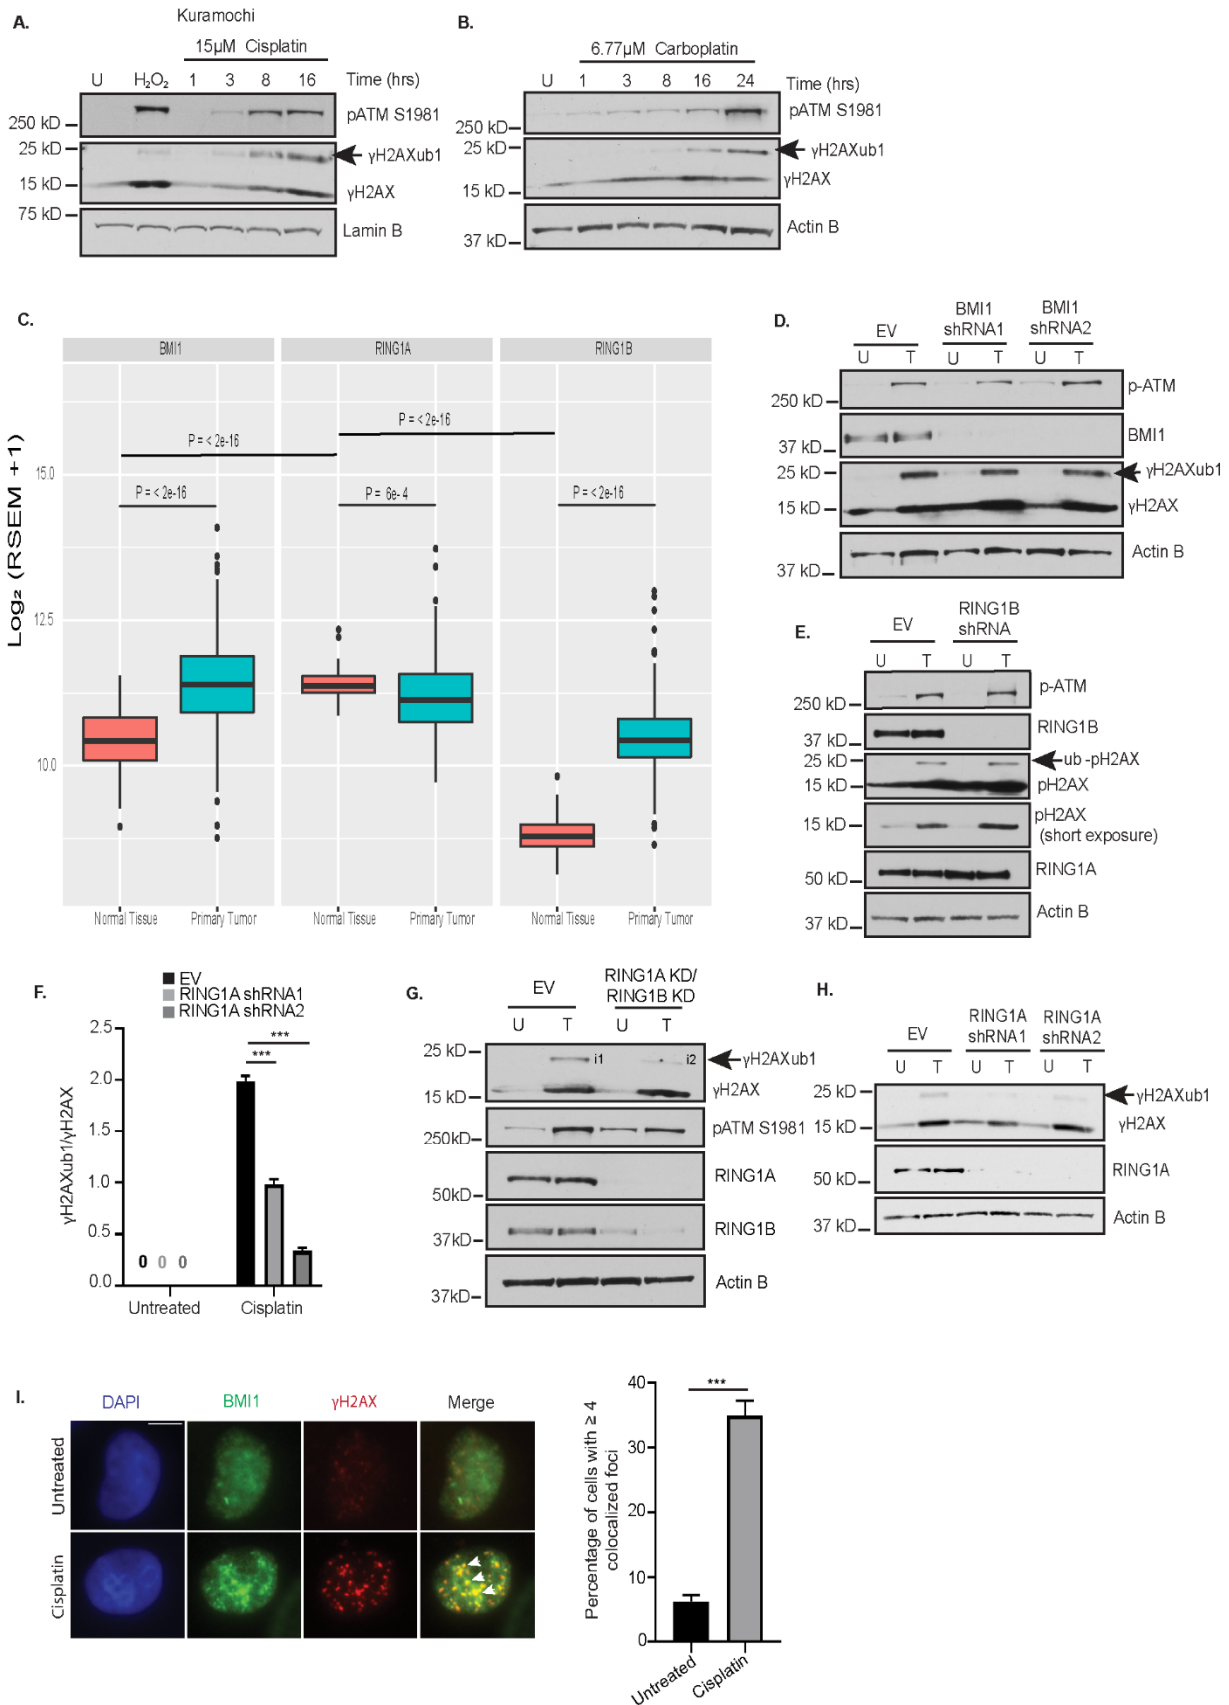 A.
Kuramochi
15µM Cisplatin
U H₂O₂ 1 3 8 16 Time (hrs)
pATM S1981
250 kD
25 kD
γH2AXub1
15 kD
γH2AX
75 kD
Lamin B
B.
6.77µM Carboplatin
U 1 3 8 16 24 Time (hrs)
pATM S1981
250 kD
25 kD
γH2AXub1
γH2AX
15 kD
Actin B
37 kD
C.
BMI1 RING1A RING1B
P = < 2e-16
P = < 2e-16
P = <2e-16
P = 6e-4
P = <2e-16
Log₂ (RSEM +1)
15.0
12.5
10.0
Normal Tissue Primary Tumor Normal Tissue Primary Tumor Normal Tissue Primary Tumor
D.
EV BMI1 shRNA1 BMI1 shRNA2
U T U T U T
p-ATM
250 kD
BMI1
37 kD
25 kD
γH2AXub1
15 kD
γH2AX
Actin B
37 kD
E.
EV RING1B shRNA
U T U T
p-ATM
250 kD
RING1B
37 kD
25 kD
ub -pH2AX
15 kD
pH2AX
pH2AX
15 kD
(short exposure)
RING1A
50 kD
Actin B
37 kD
F.
EV
RING1A shRNA1
RING1A shRNA2
2.5
2.0
1.5
1.0
0.5
0.0
γH2AXub1/γH2AX
***
***
0 0 0
Untreated Cisplatin
G.
EV RING1A KD/
RING1B KD
U T U T
25 kD
i1 i2
γH2AXub1
15 kD
γH2AX
250kD
pATM S1981
RING1A
50kD
RING1B
37 kD
Actin B
37kD
H.
EV RING1A shRNA1 RING1A shRNA2
U T U T U T
25 kD
γH2AXub1
15 kD
γH2AX
RING1A
50 kD
Actin B
37 kD
I.
DAPI BMI1 γH2AX Merge
Untreated
Cisplatin
Percentage of cells with ≥ 4
colocalized foci
40
30
20
10
0
***
Untreated
Cisplatin